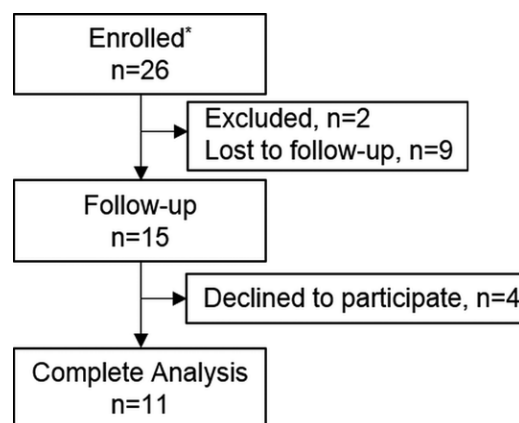 Enrolled*
n=26
Excluded, n=2
Lost to follow-up, n=9
Follow-up
n=15
Declined to participate, n=4
Complete Analysis
n=11